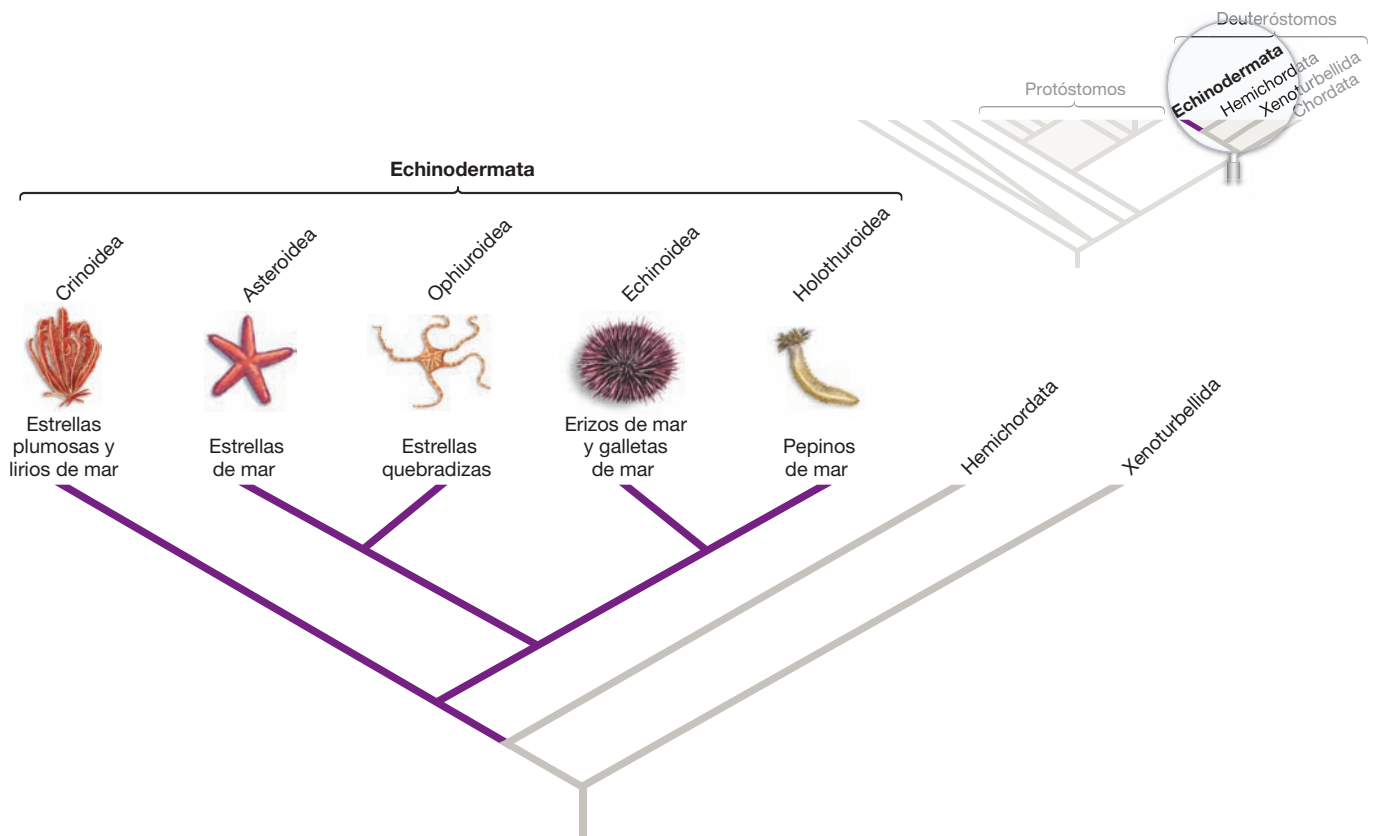 Deuteróstomos
Echinodermata
Hemichordata
Xenoturbellida
Chordata
Protóstomos
Echinodermata
Crinoidea
Asteroidea
Ophiuroidea
Echinoidea
Holothuroidea
Estrellas
plumosas y
lirios de mar
Estrellas
de mar
Estrellas
quebradizas
Erizos de mar
y galletas
de mar
Pepinos
de mar
Hemichordata
Xenoturbellida